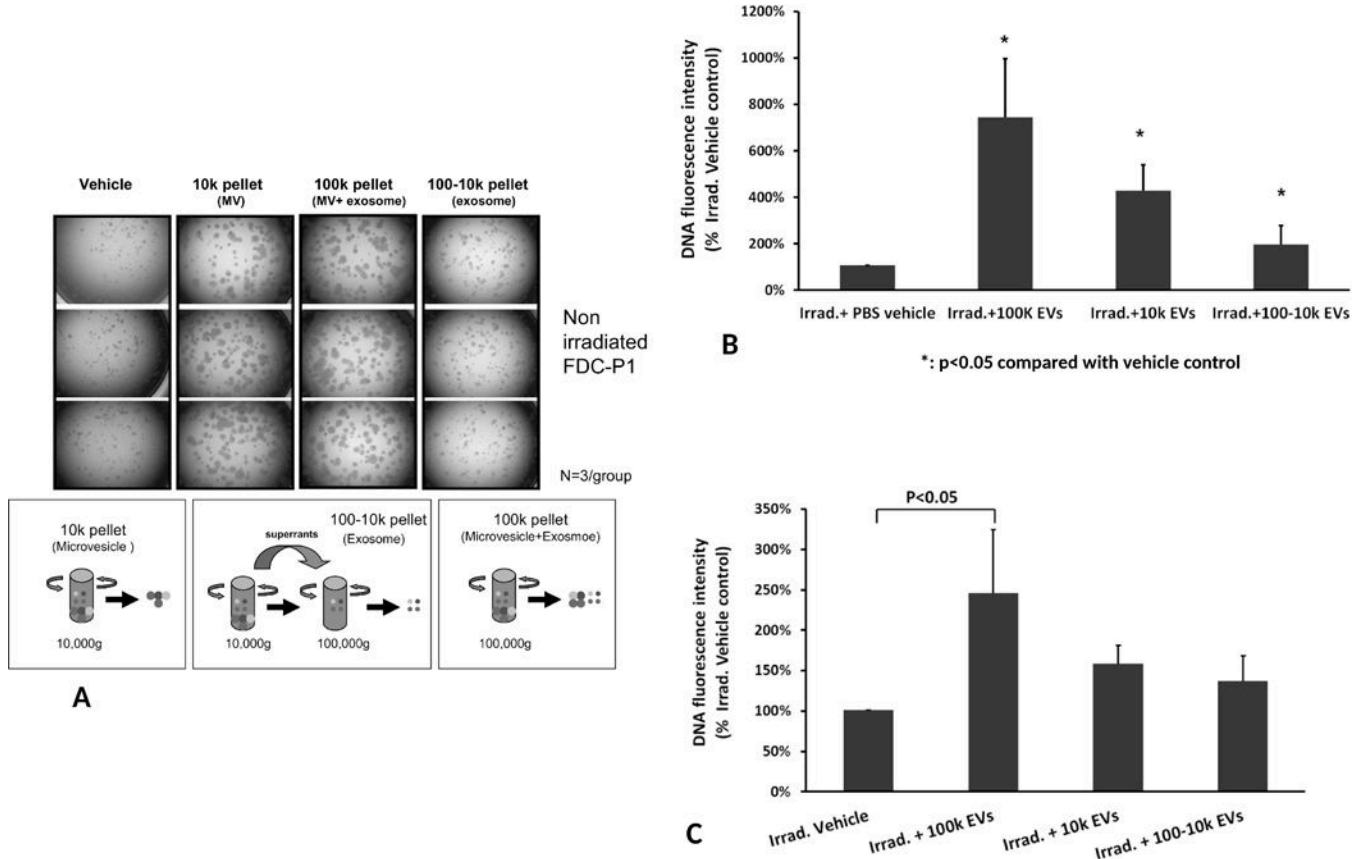 Vehicle
10k pellet
(MV)
100k pellet
(MV+ exosome)
100-10k pellet
(exosome)
Non
irradiated
FDC-P1
N=3/group
10k pellet
(Microvesicle )
10,000g
100-10k pellet
(Exosome)
superrants
10,000g
100,000g
100k pellet
(Microvesicle+Exosmoe)
100,000g
A
DNA fluorescence intensity
(% Irrad. Vehicle control)
1200%
1000%
800%
600%
400%
200%
0%
*
*
*
Irrad.+ PBS vehicle
Irrad.+100K EVs
Irrad.+10k EVs
Irrad.+100-10k EVs
B
*: p<0.05 compared with vehicle control
DNA fluorescence intensity
(% Irrad. Vehicle control)
350%
300%
250%
200%
150%
100%
50%
0%
P<0.05
Irrad. Vehicle
Irrad. + 100k EVs
Irrad. + 10k EVs
Irrad. + 100-10k EVs
C